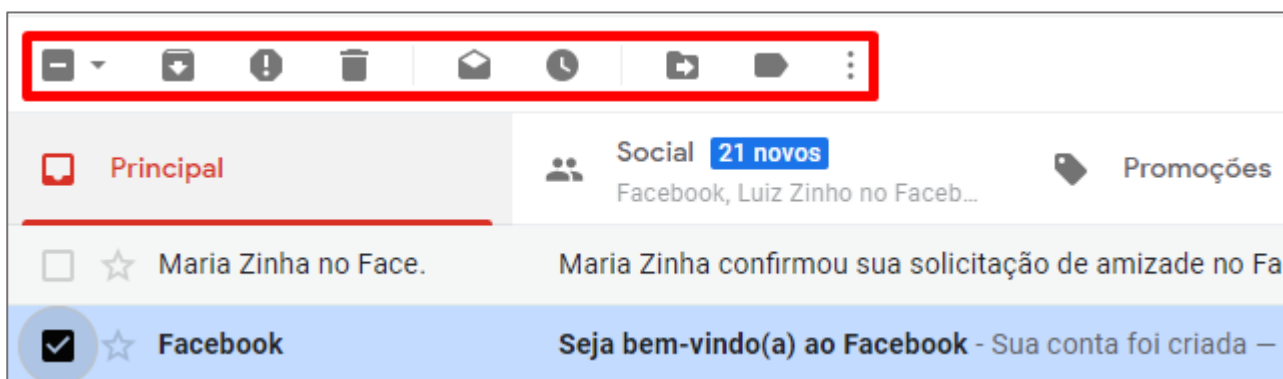 Principal
Social 21 novos
Facebook, Luiz Zinho no Faceb...
Promoções
Maria Zinha no Face. Maria Zinha confirmou sua solicitação de amizade no Fa
Facebook Seja bem-vindo(a) ao Facebook - Sua conta foi criada —